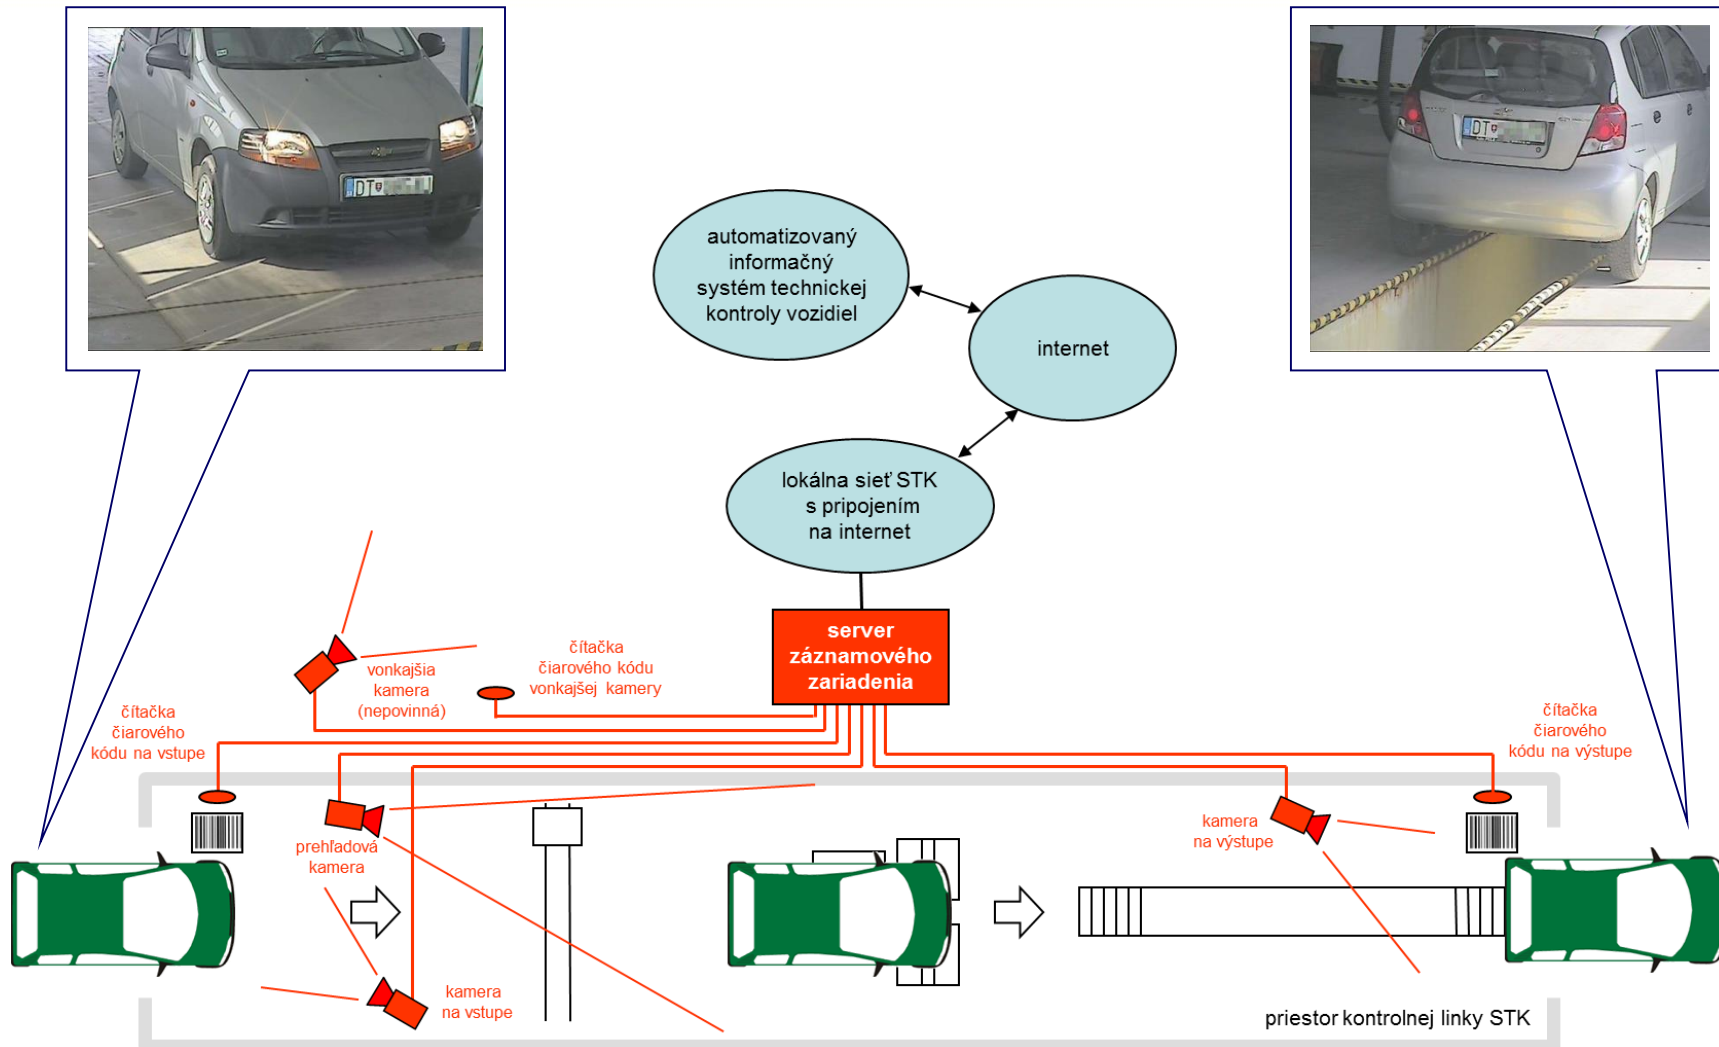 DT
DT
automatizovaný
informačný
systém technickej
kontroly vozidiel
internet
lokálna sieť STK
s pripojením
na internet
server
záznamového
zariadenia
vonkajšia
kamera
(nepovinná)
čítačka
čiarového kódu
vonkajšej kamery
čítačka
čiarového
kódu na vstupe
čítačka
čiarového
kódu na výstupe
prehľadová
kamera
kamera
na výstupe
kamera
na vstupe
priestor kontrolnej linky STK